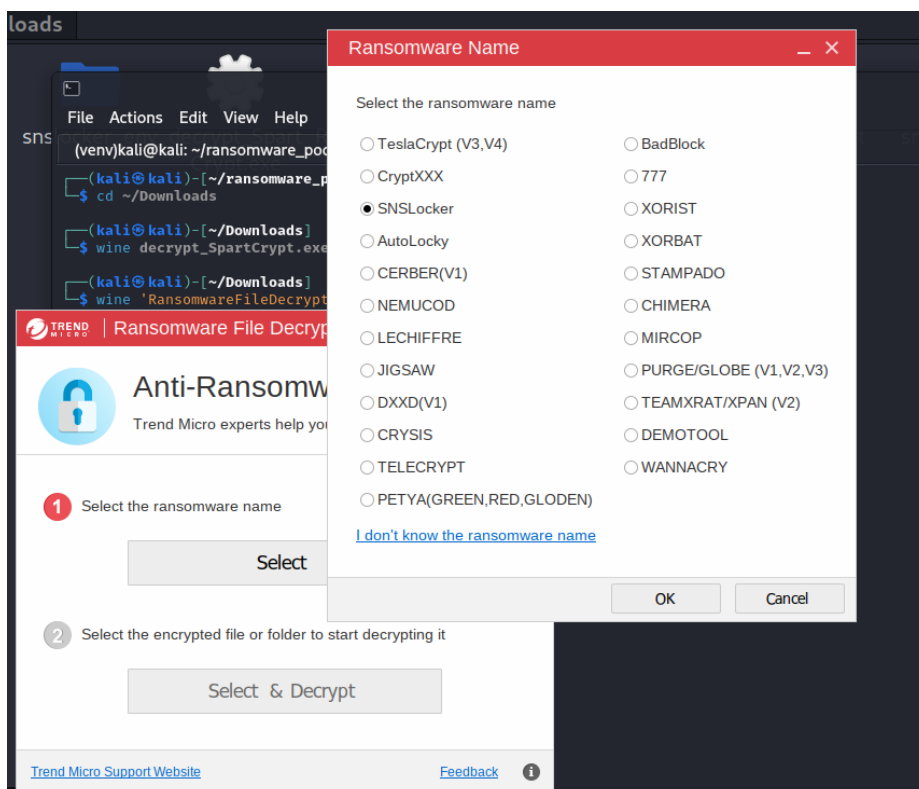 loads
Ransomware Name
Select the ransomware name
TeslaCrypt (V3,V4)
BadBlock
CryptXXX
777
SNSLocker
XORIST
AutoLocky
XORBAT
CERBER(V1)
STAMPADO
NEMUCOD
CHIMERA
LECHIFFRE
MIRCOP
JIGSAW
PURGE/GLOBE (V1,V2,V3)
DXXD(V1)
TEAMXRAT/XPAN (V2)
CRYSIS
DEMOTOOL
TELECRYPT
WANNACRY
PETYA(GREEN,RED,GLODEN)
I don't know the ransomware name
OK Cancel
File Actions Edit View Help
sns
(venv)kali@kali: ~/ransomware_poc
(kali㉿kali)-[~/ransomware_p
$ cd ~/Downloads
(kali㉿kali)-[~/Downloads]
$ wine decrypt_SpartCrypt.exe
(kali㉿kali)-[~/Downloads]
$ wine 'RansomwareFileDecrypt
TREND MICRO | Ransomware File Decryp
Anti-Ransomw
Trend Micro experts help you
1 Select the ransomware name
Select
2 Select the encrypted file or folder to start decrypting it
Select & Decrypt
Trend Micro Support Website
Feedback